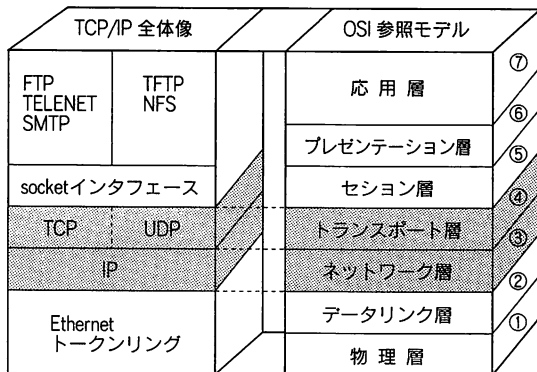 TCP/IP 全体像
FTP
TELENET
SMTP
TFTP
NFS
socketインタフェース
TCP
UDP
IP
Ethernet
トークンリング
OSI 参照モデル
応用層
プレゼンテーション層
セション層
トランスポート層
ネットワーク層
データリンク層
物理層
⑦
⑥
⑤
④
③
②
①